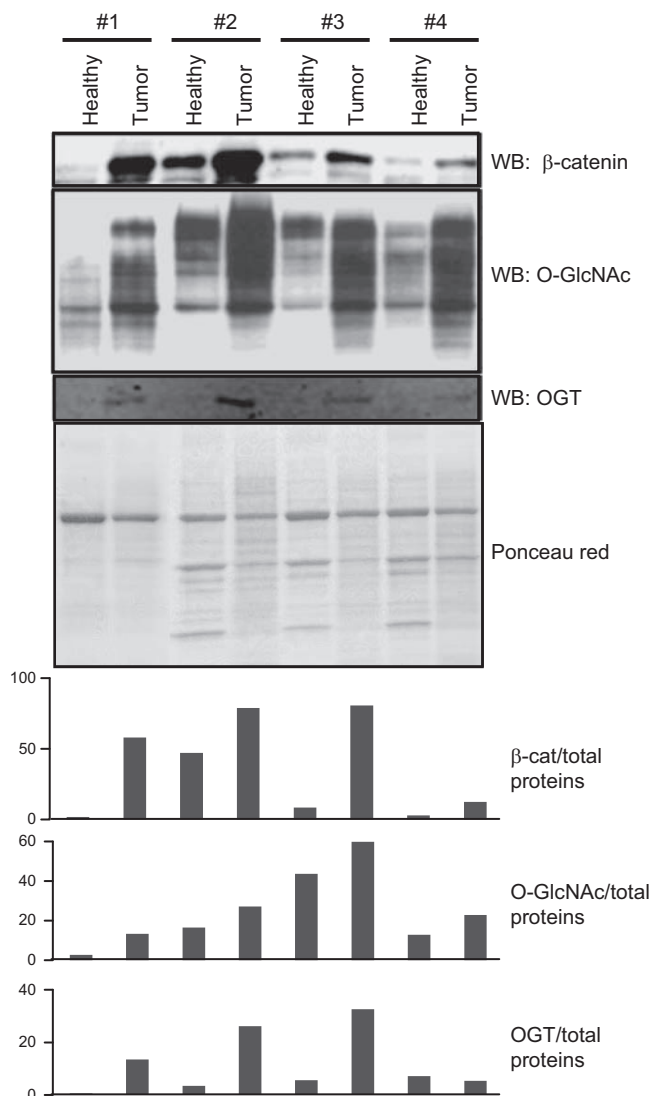 #1 #2 #3 #4
Healthy Tumor Healthy Tumor Healthy Tumor Healthy Tumor
WB: β-catenin
WB: O-GlcNAc
WB: OGT
Ponceau red
100
50
0
β-cat/total
proteins
60
40
20
0
O-GlcNAc/total
proteins
40
20
0
OGT/total
proteins